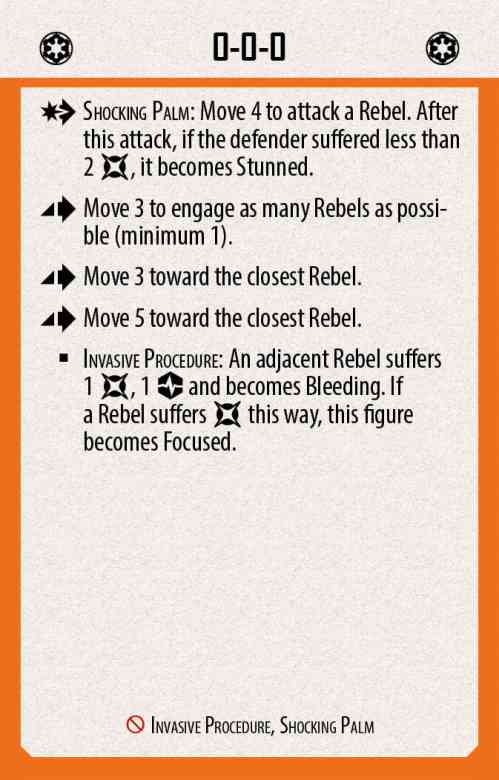 0-0-0
Shocking Palm: Move 4 to attack a Rebel. After
this attack, if the defender suffered less than
2 , it becomes Stunned.
Move 3 to engage as many Rebels as possi-
ble (minimum 1).
Move 3 toward the closest Rebel.
Move 5 toward the closest Rebel.
▪ Invasive Procedure: An adjacent Rebel suffers
1 , 1 and becomes Bleeding. If
a Rebel suffers this way, this figure
becomes Focused.
Invasive Procedure, Shocking Palm